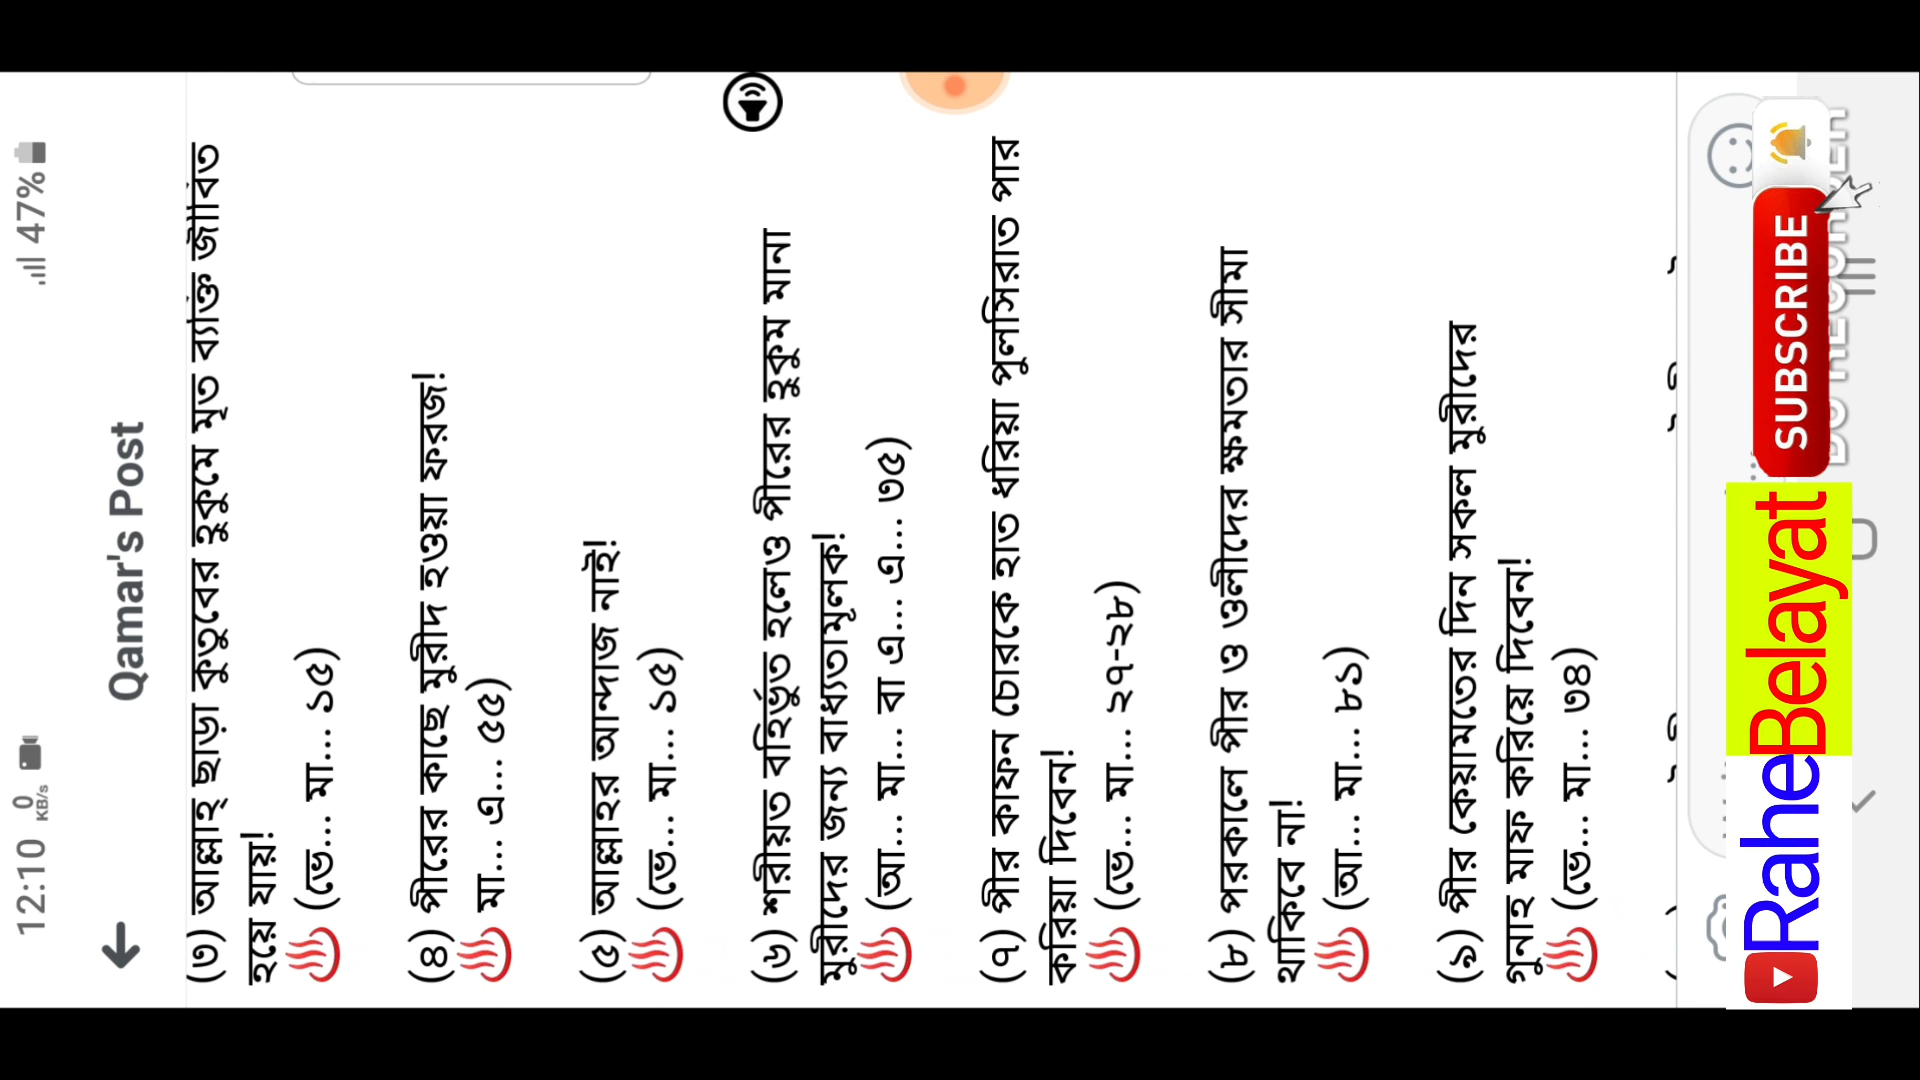 12:10 0 KB/s 47%
Qamar's Post
(৩) আল্লাহ ছাড়া কুতুবের হুকুমে মৃত ব্যক্তি জীবিত
হয়ে যায়!
(ভে... মা... ১৫)
(৪) পীরের কাছে মুরীদ হওয়া ফরজ!
মা... এ... ৫৫)
(৫) আল্লাহর আন্দাজ নাই!
(ভে... মা... ১৫)
(৬) শরীয়ত বহির্ভুত হলেও পীরের হুকুম মানা
মুরীদের জন্য বাধ্যতামূলক!
(আ... মা... বা এ... এ... ৩৫)
(৭) পীর কাফন চোরকে হাত ধরিয়া পুলসিরাত পার
করিয়া দিবেন!
(ভে... মা... ২৭-২৮)
(৮) পরকালে পীর ও ওলীদের ক্ষমতার সীমা
থাকিবে না!
(আ... মা... ৮১)
(৯) পীর কেয়ামতের দিন সকল মুরীদের
গুনাহ মাফ করিয়ে দিবেন!
(ভে... মা... ৩৪)
RaheBelayat
SUBSCRIBE